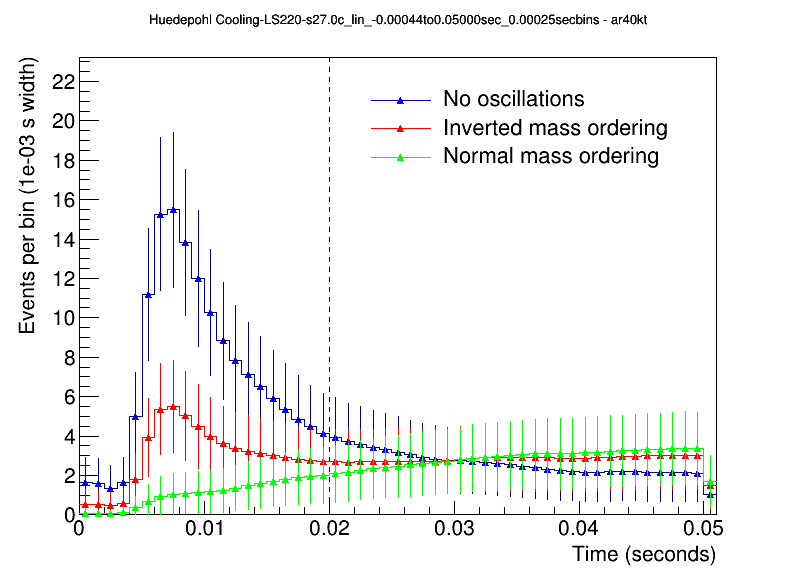 Huedepohl Cooling-LS220-s27.0c_lin_-0.00044to0.05000sec_0.00025secbins - ar40kt
Events per bin (1e-03 s width)
22
20
18
16
14
12
10
8
6
4
2
0
No oscillations
Inverted mass ordering
Normal mass ordering
0 0.01 0.02 0.03 0.04 0.05
Time (seconds)